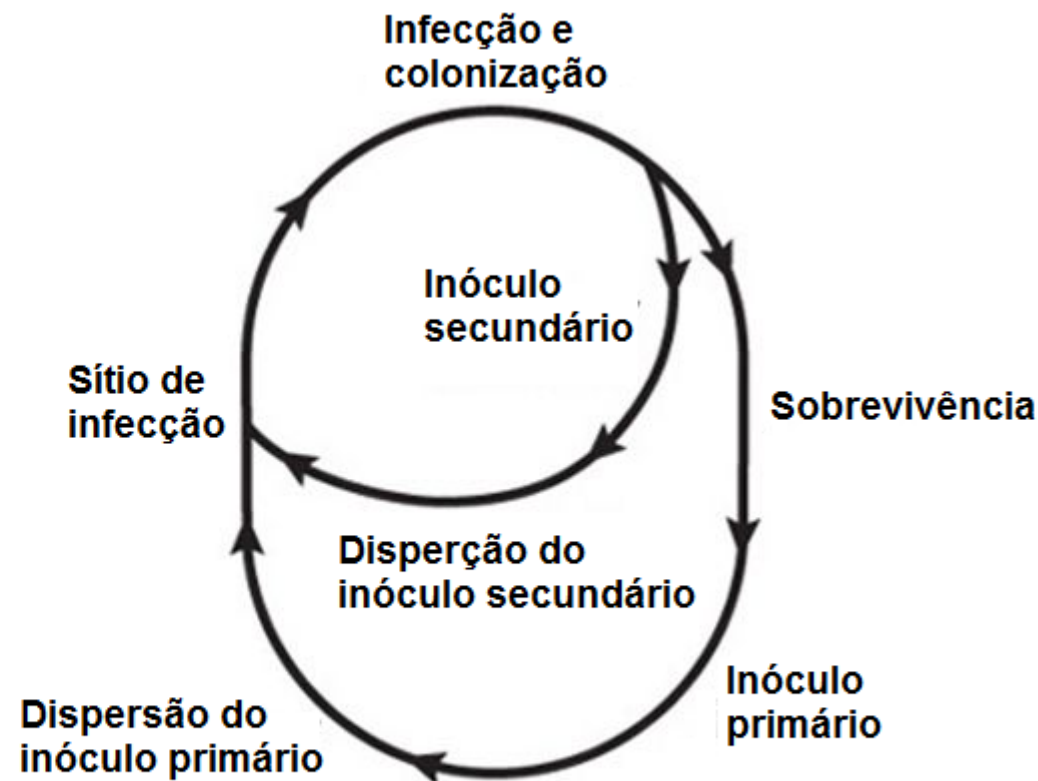 Infecção e
colonização
Inóculo
secundário
Sítio de
infecção
Sobrevivência
Disperção do
inóculo secundário
Inóculo
primário
Dispersão do
inóculo primário